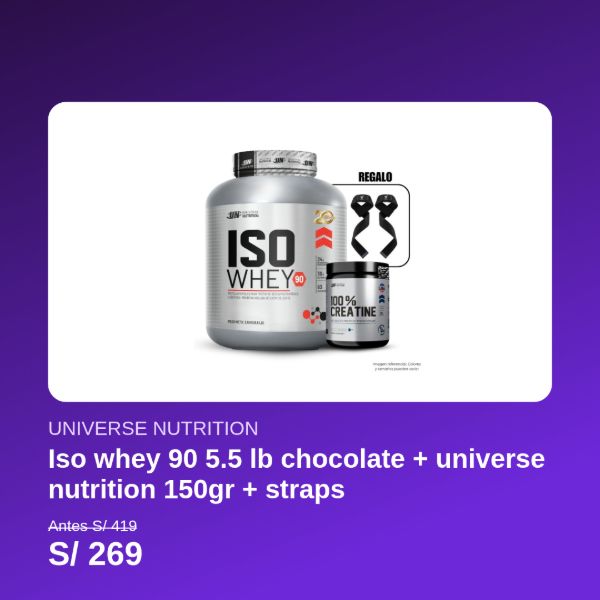 REGALO
UN
ISO
WHEY 90
100%
CREATINE
UNIVERSE NUTRITION
Iso whey 90 5.5 lb chocolate + universe
nutrition 150gr + straps
Antes S/ 419
S/ 269